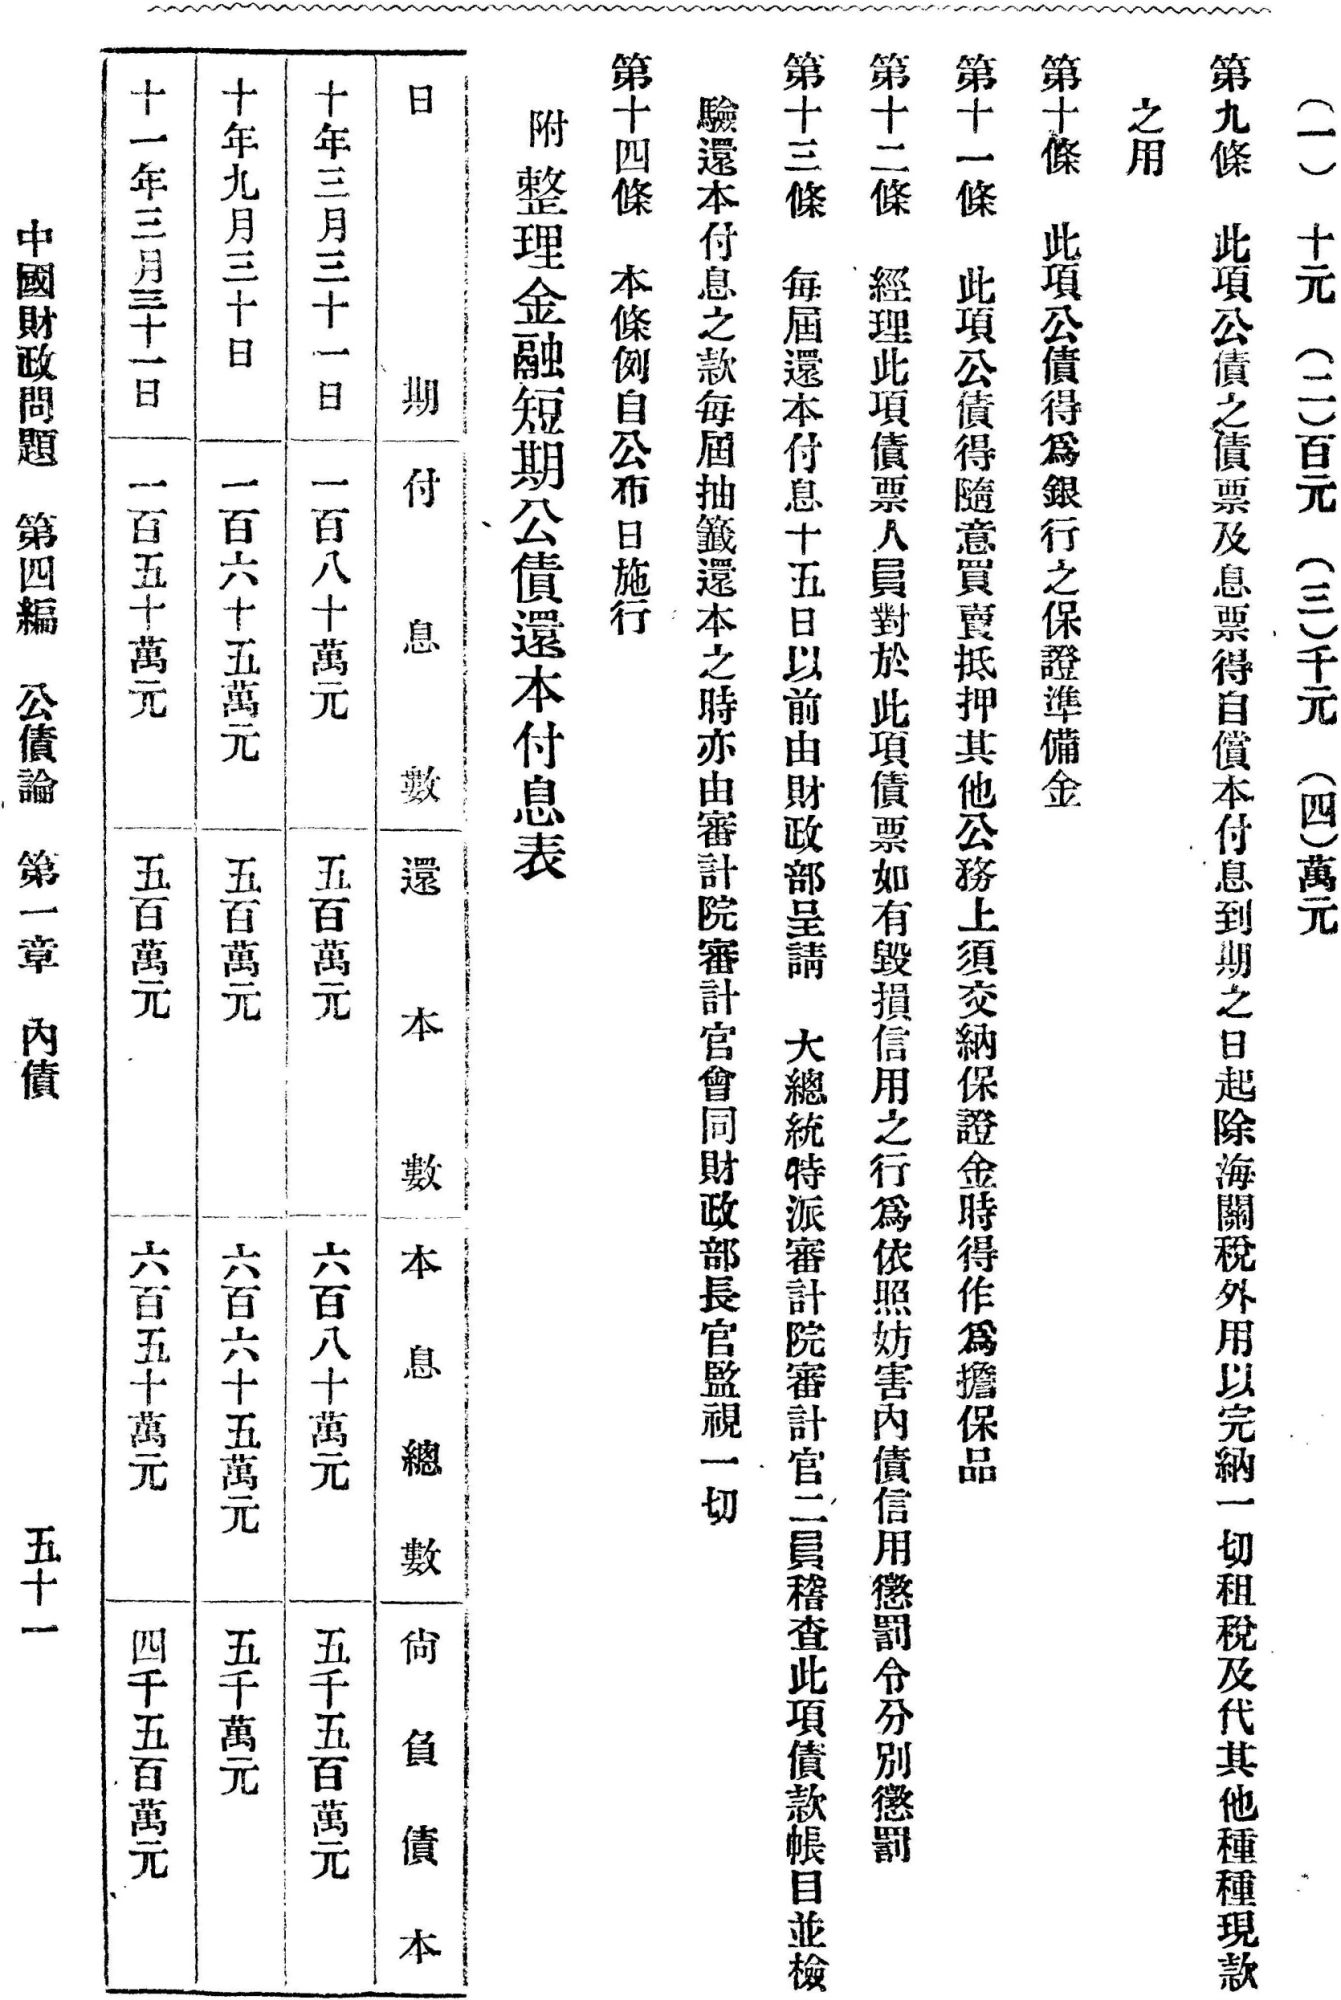 （一）　十元　（二）百元　（三）千元　（四）萬元
第九條　此項公債之債票及息票得自償本付息到期之日起除海關稅外用以完納一切租稅及代其他種種現款
之用
第十條　此項公債得爲銀行之保證準備金
第十一條　此項公債得隨意買賣抵押其他公務上須交納保證金時得作爲擔保品
第十二條　經理此項債票人員對於此項債票如有毀損信用之行爲依照妨害內債信用懲罰令分別懲罰
第十三條　每屆還本付息十五日以前由財政部呈請　大總統特派審計院審計官二員稽查此項債款帳目並檢
驗還本付息之款每屆抽籤還本之時亦由審計院審計官會同財政部長官監視一切
第十四條　本條例自公布日施行
附 整理金融短期公債還本付息表
日期　付息數　還本數　本息總數　尙負債本
十年三月三十一日　一百八十萬元　五百萬元　六百八十萬元　五千五百萬元
十年九月三十日　一百六十五萬元　五百萬元　六百六十五萬元　五千萬元
十一年三月三十一日　一百五十萬元　五百萬元　六百五十萬元　四千五百萬元
中國財政問題　第四編　公債論　第一章　內債　五十一